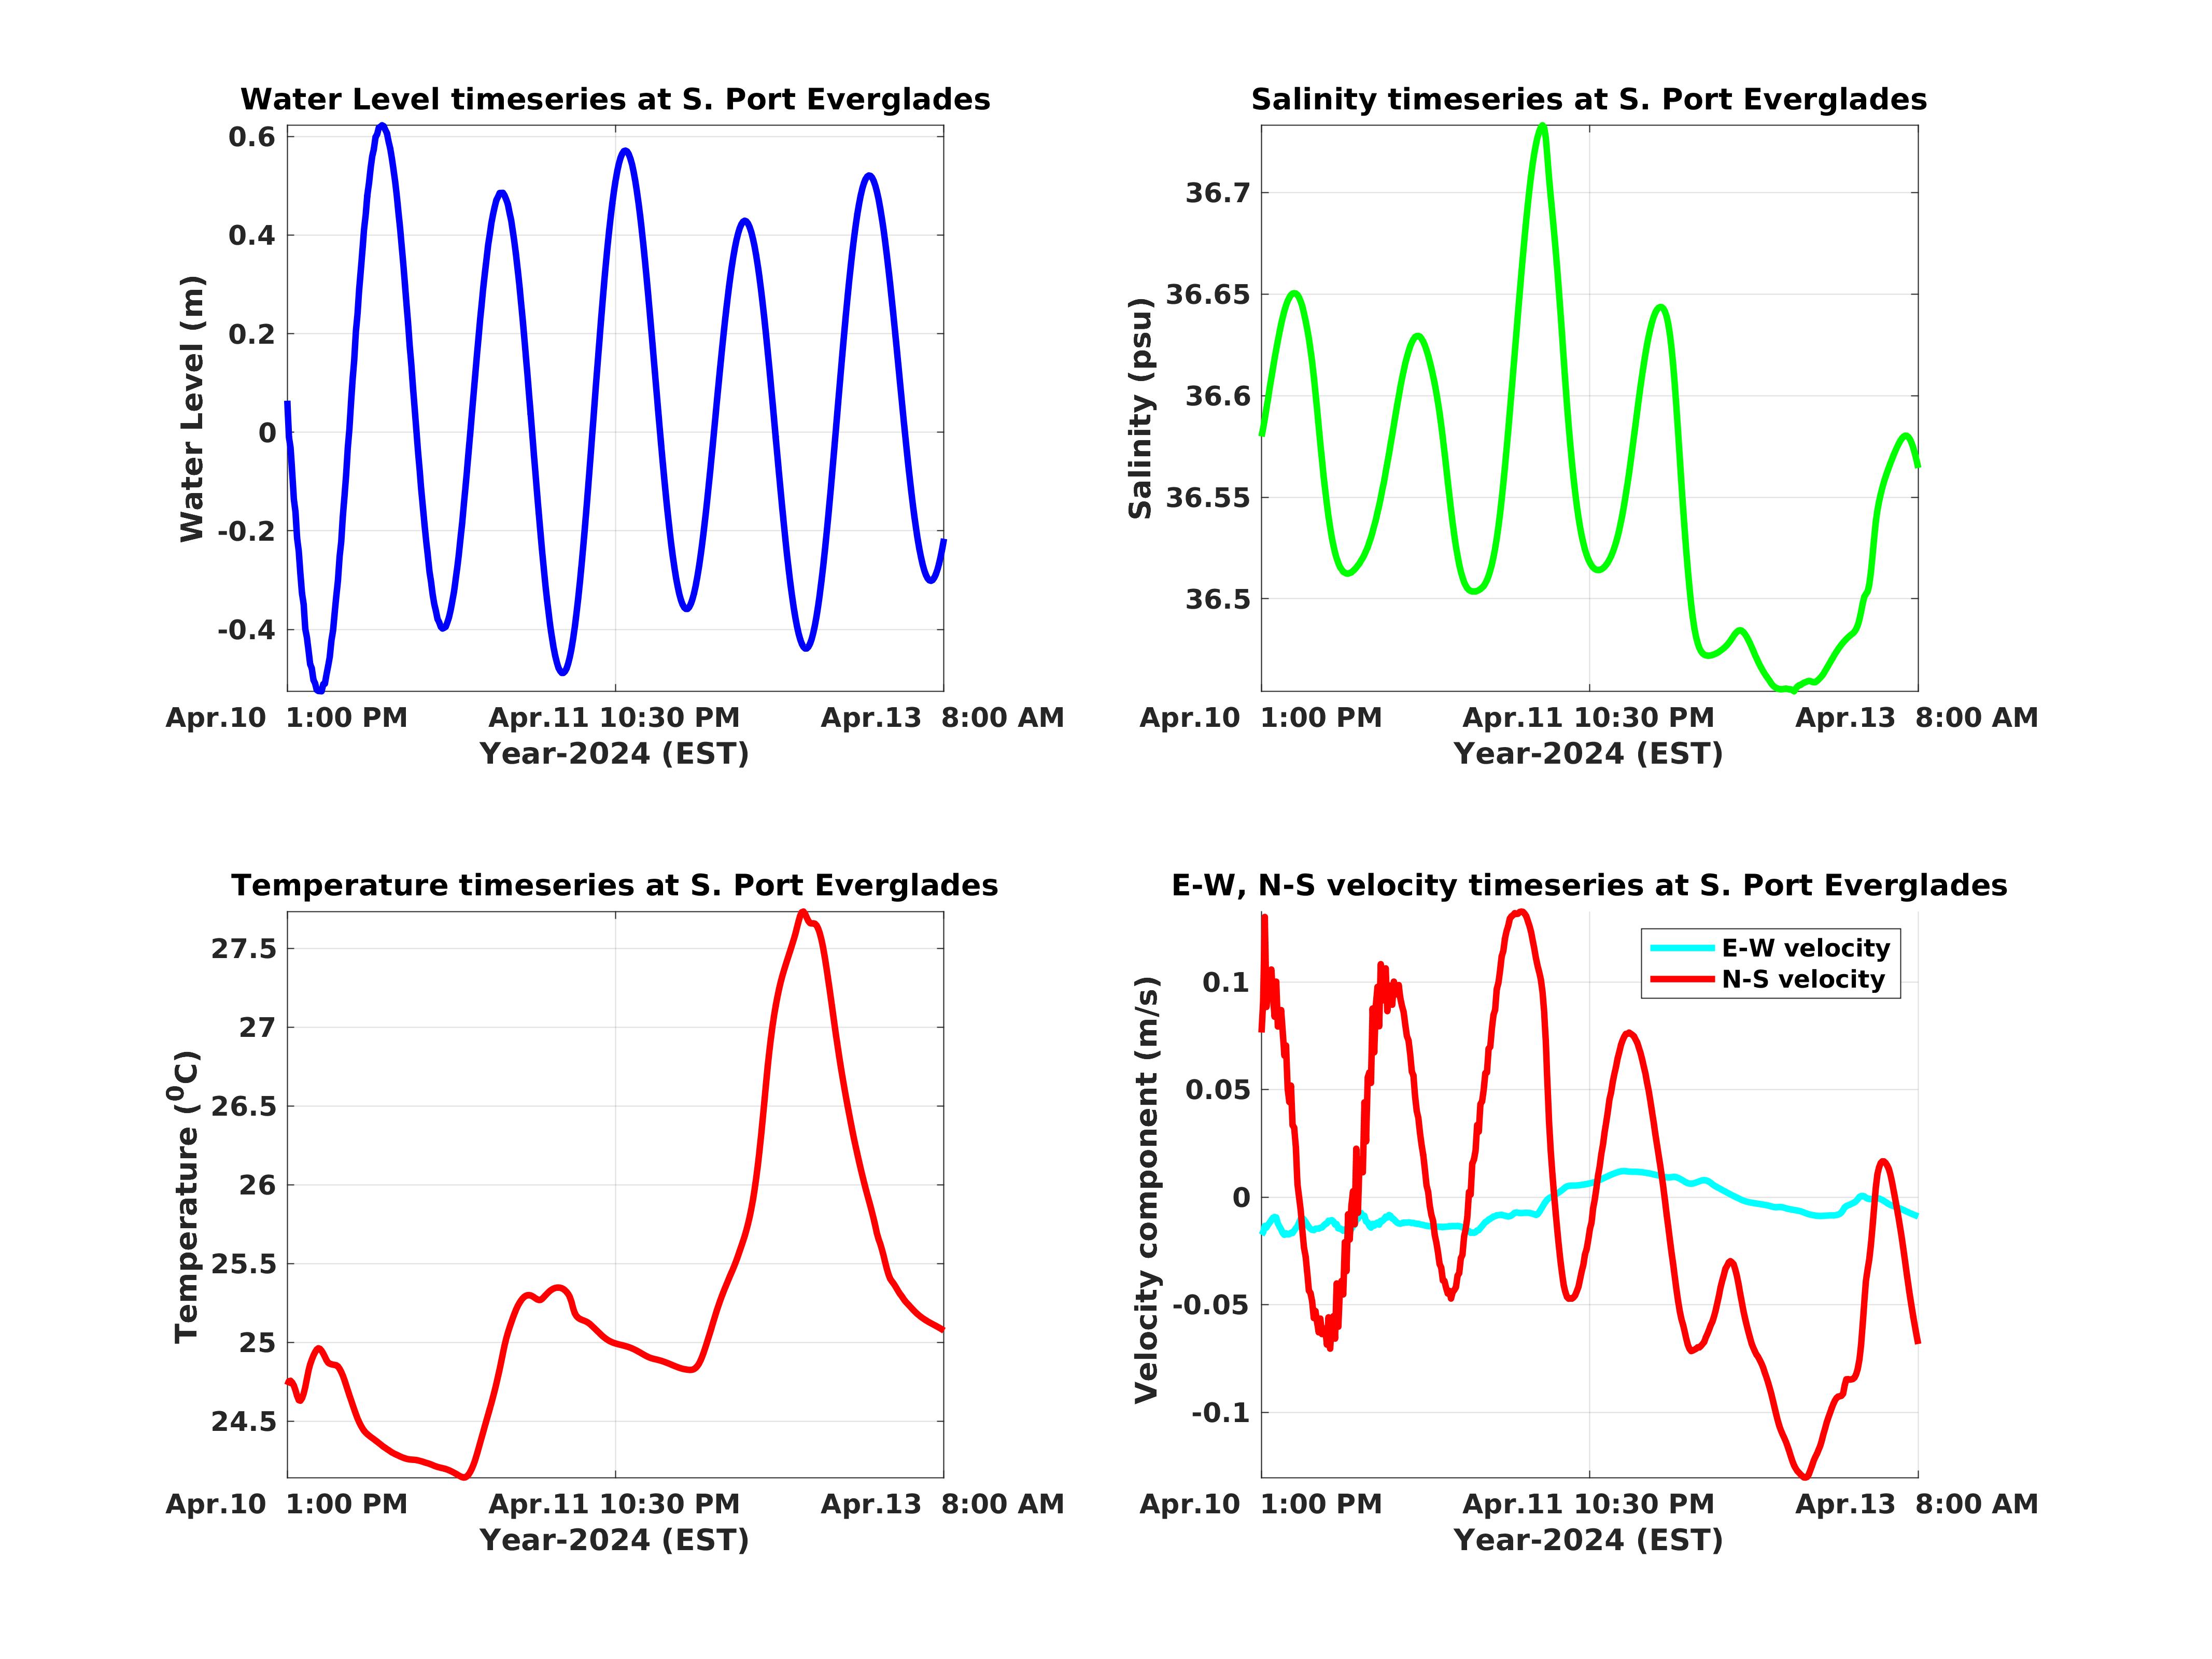 Water Level timeseries at S. Port Everglades
0.6
0.4
0.2
0
-0.2
-0.4
Water Level (m)
Apr.10 1:00 PM
Apr.11 10:30 PM
Apr.13 8:00 AM
Year-2024 (EST)
Salinity timeseries at S. Port Everglades
36.7
36.65
36.6
36.55
36.5
Salinity (psu)
Apr.10 1:00 PM
Apr.11 10:30 PM
Apr.13 8:00 AM
Year-2024 (EST)
Temperature timeseries at S. Port Everglades
27.5
27
26.5
26
25.5
25
24.5
Temperature (⁰C)
Apr.10 1:00 PM
Apr.11 10:30 PM
Apr.13 8:00 AM
Year-2024 (EST)
E-W, N-S velocity timeseries at S. Port Everglades
E-W velocity
N-S velocity
0.1
0.05
0
-0.05
-0.1
Velocity component (m/s)
Apr.10 1:00 PM
Apr.11 10:30 PM
Apr.13 8:00 AM
Year-2024 (EST)